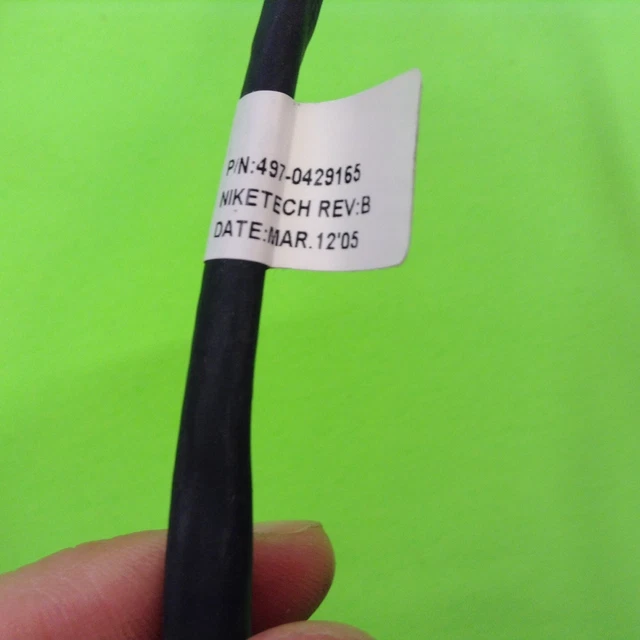 P/N:497-0429165
NIKETECH REV:B
DATE:MAR.12'05